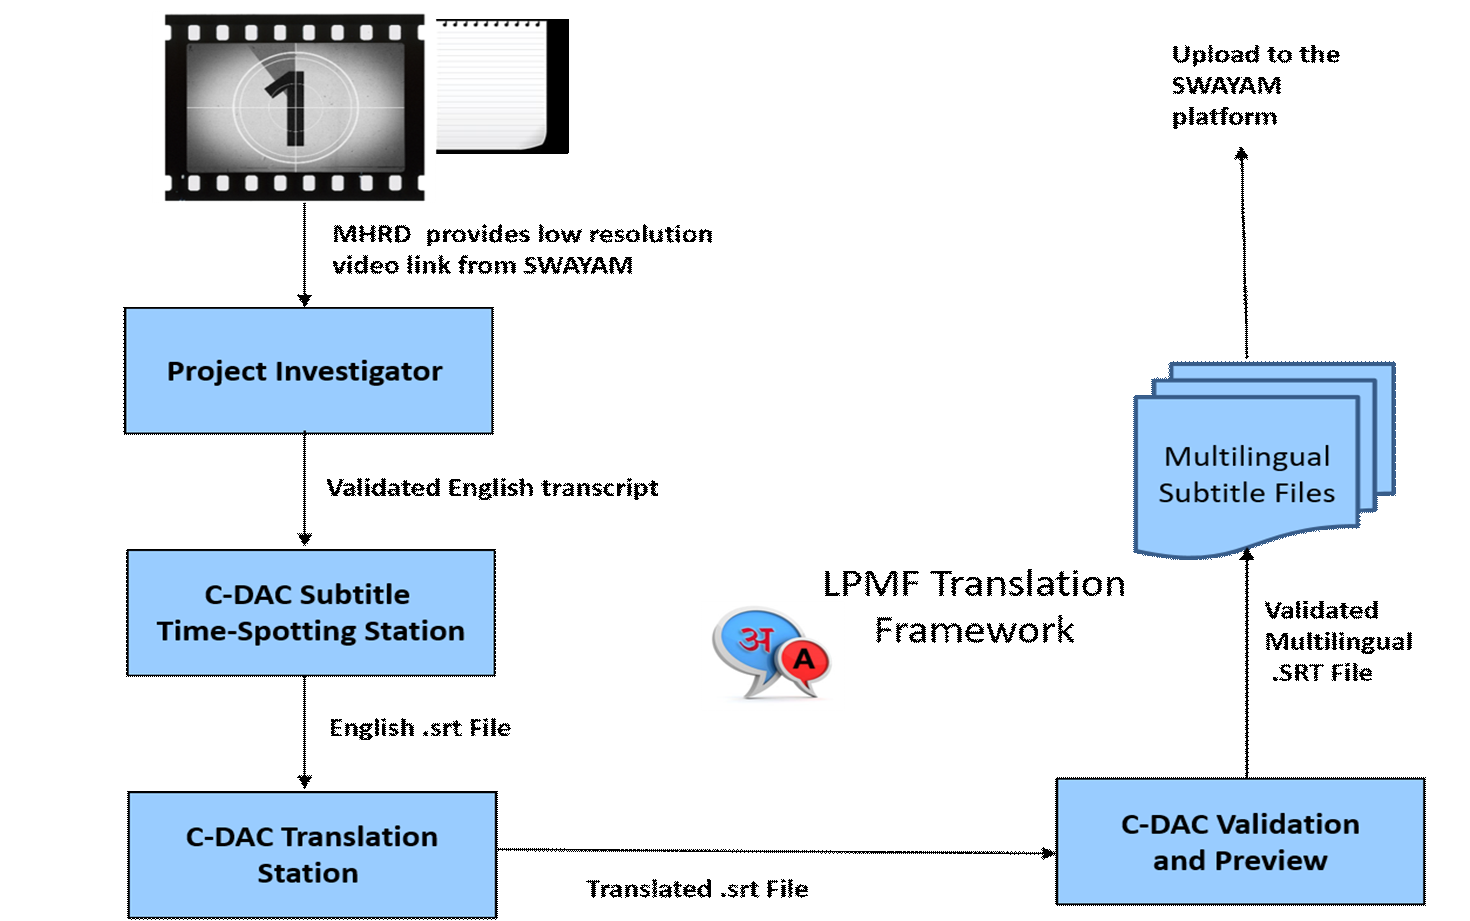 1
MHRD  provides low resolution
video link from SWAYAM
Project Investigator
Validated English transcript
C-DAC Subtitle
Time-Spotting Station
English .srt File
C-DAC Translation
Station
Translated .srt File
LPMF Translation
Framework
अ
A
C-DAC Validation
and Preview
Validated
Multilingual
.SRT File
Multilingual
Subtitle Files
Upload to the
SWAYAM
platform